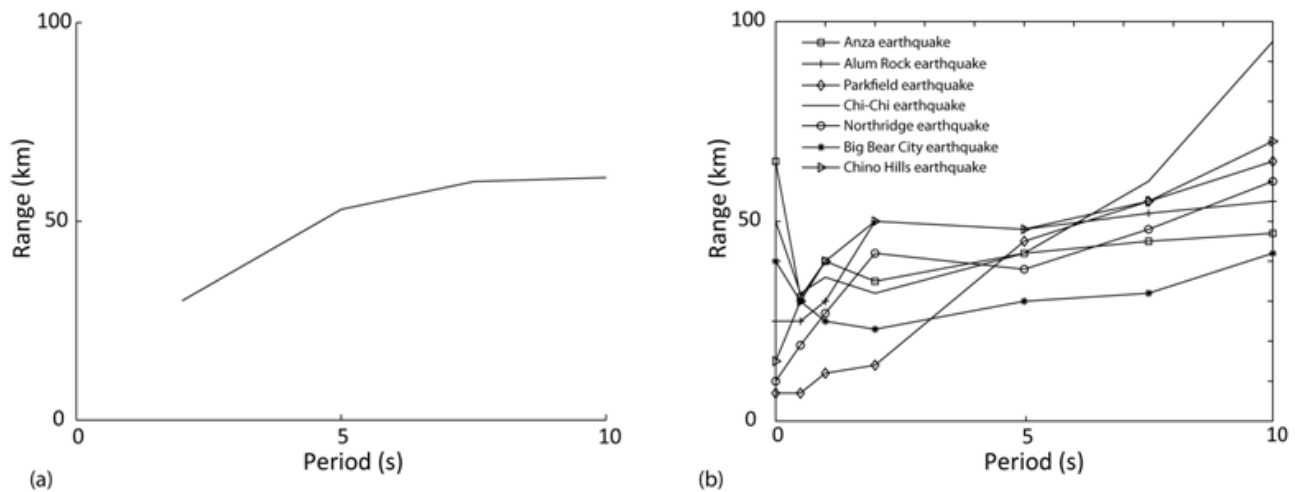 100
50
0
Range (km)
0 5 10
Period (s)
(a)
100
50
0
Range (km)
Anza earthquake
Alum Rock earthquake
Parkfield earthquake
Chi-Chi earthquake
Northridge earthquake
Big Bear City earthquake
Chino Hills earthquake
0 5 10
Period (s)
(b)